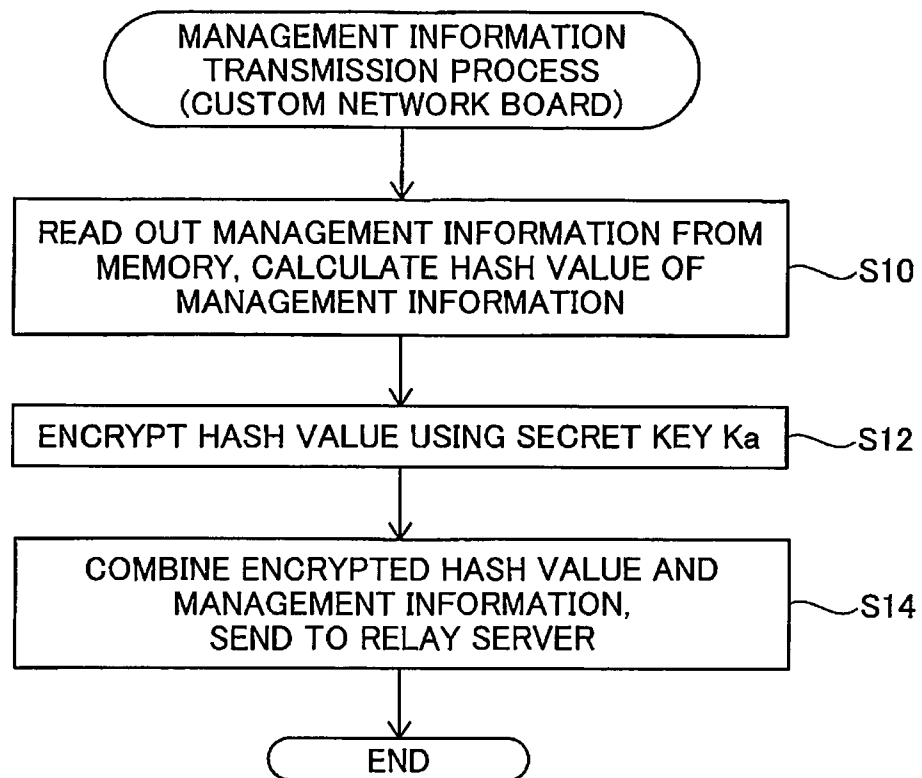 MANAGEMENT INFORMATION
TRANSMISSION PROCESS
(CUSTOM NETWORK BOARD)
READ OUT MANAGEMENT INFORMATION FROM
MEMORY, CALCULATE HASH VALUE OF
MANAGEMENT INFORMATION
S10
ENCRYPT HASH VALUE USING SECRET KEY Ka
S12
COMBINE ENCRYPTED HASH VALUE AND
MANAGEMENT INFORMATION,
SEND TO RELAY SERVER
S14
END